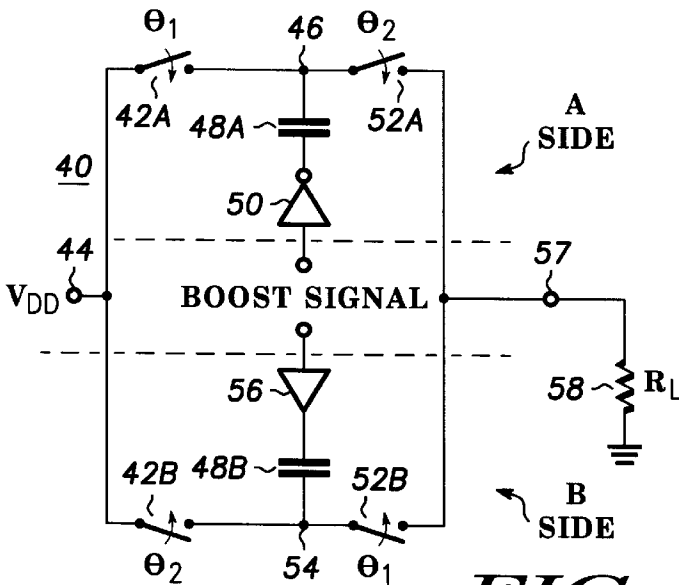 Θ1 46 Θ2
42A 52A
48A
A
SIDE
40
50
44 57
VDD BOOST SIGNAL
56 58 RL
48B
42B 52B
B
SIDE
Θ2 54 Θ1
FIG